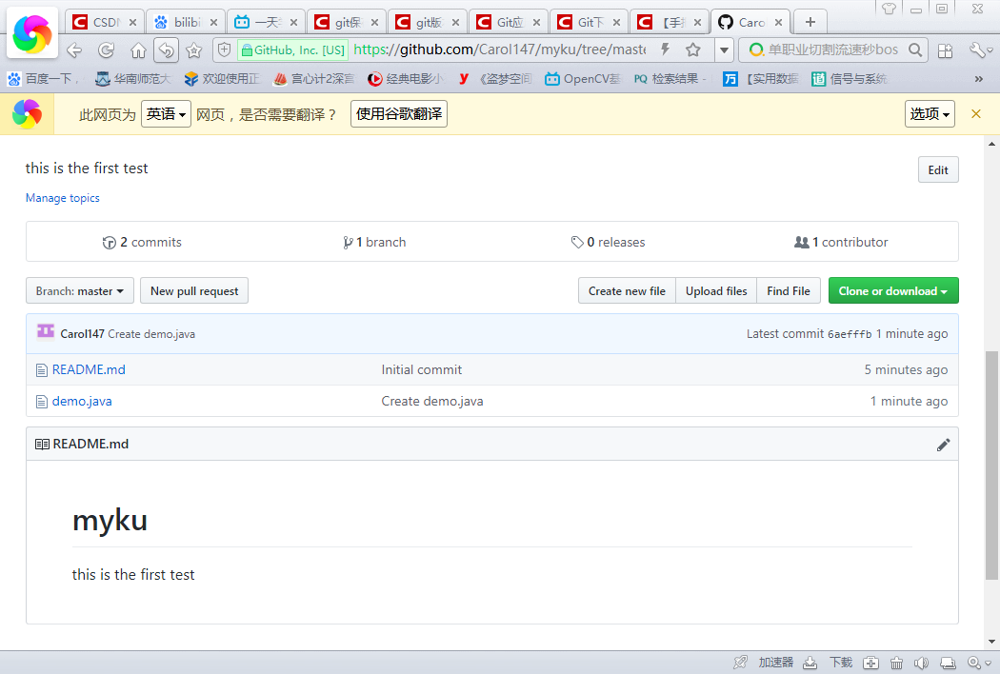 CSDN
bilibi
一天学
git保
git版
Git应
Git下
【手把
Caro
GitHub, Inc. [US] https://github.com/Carol147/myku/tree/maste
单职业切割流速秒bos
百度一下，
华南师范大
欢迎使用正
宫心计2深宫
经典电影小
《盗梦空间
OpenCV基
PQ 检索结果 -
万 【实用数据
道 信号与系统
»
此网页为 英语 网页，是否需要翻译？ 使用谷歌翻译 选项
this is the first test
Edit
Manage topics
2 commits
1 branch
0 releases
1 contributor
Branch: master
New pull request
Create new file
Upload files
Find File
Clone or download
Carol147 Create demo.java
Latest commit 6aefffb 1 minute ago
README.md Initial commit 5 minutes ago
demo.java Create demo.java 1 minute ago
README.md
myku
this is the first test
加速器 下载